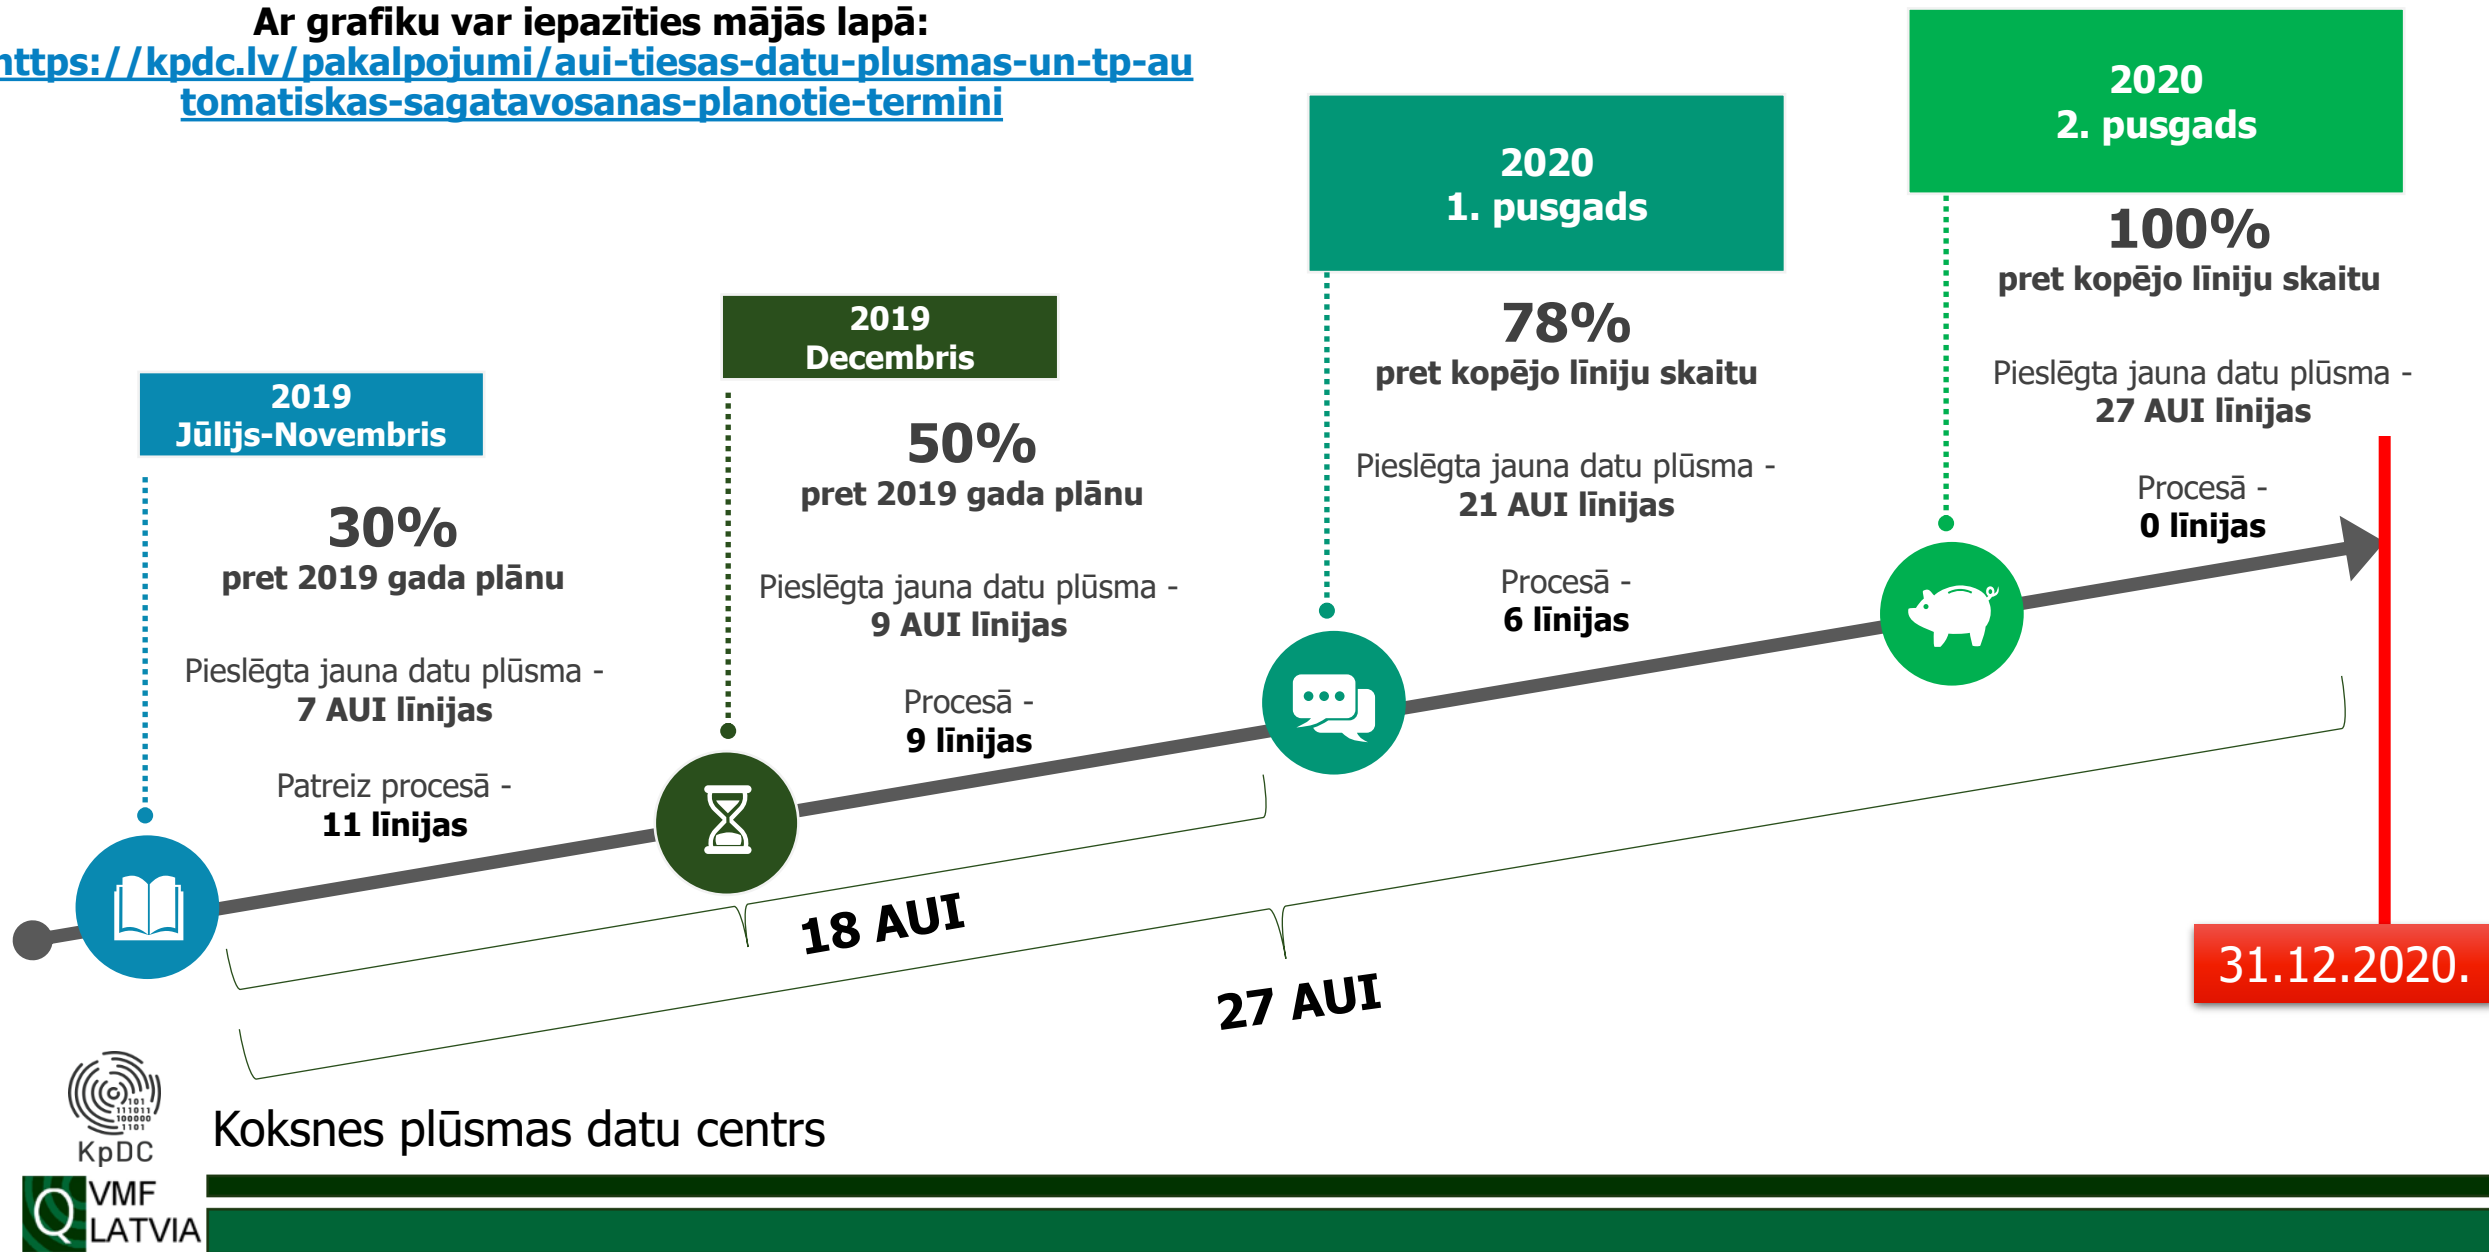 Ar grafiku var iepazīties mājās lapā:
https://kpdc.lv/pakalpojumi/aui-tiesas-datu-plusmas-un-tp-au
tomatiskas-sagatavosanas-planotie-termini
2019
Jūlijs-Novembris
30%
pret 2019 gada plānu
Pieslēgta jauna datu plūsma -
7 AUI līnijas
Patreiz procesā -
11 līnijas
2019
Decembris
50%
pret 2019 gada plānu
Pieslēgta jauna datu plūsma -
9 AUI līnijas
Procesā -
9 līnijas
2020
1. pusgads
78%
pret kopējo līniju skaitu
Pieslēgta jauna datu plūsma -
21 AUI līnijas
Procesā -
6 līnijas
2020
2. pusgads
100%
pret kopējo līniju skaitu
Pieslēgta jauna datu plūsma -
27 AUI līnijas
Procesā -
0 līnijas
18 AUI
27 AUI
31.12.2020.
101
111011
100000
1101
KpDC
Koksnes plūsmas datu centrs
Q VMF
LATVIA